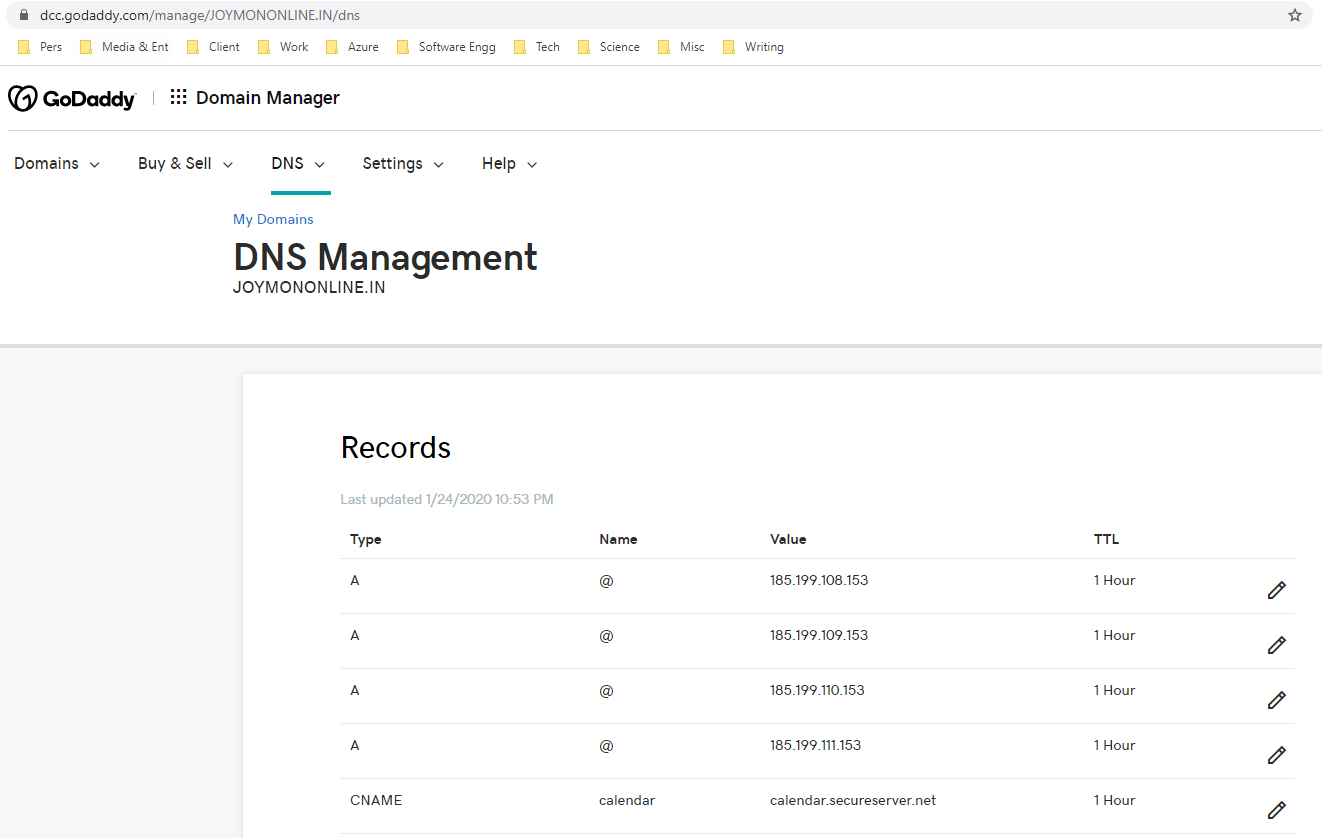 dcc.godaddy.com/manage/JOYMONONLINE.IN/dns
Pers Media & Ent Client Work Azure Software Engg Tech Science Misc Writing
GoDaddy Domain Manager
Domains Buy & Sell DNS Settings Help
My Domains
DNS Management
JOYMONONLINE.IN
Records
Last updated 1/24/2020 10:53 PM
Type Name Value TTL
A @ 185.199.108.153 1 Hour
A @ 185.199.109.153 1 Hour
A @ 185.199.110.153 1 Hour
A @ 185.199.111.153 1 Hour
CNAME calendar calendar.secureserver.net 1 Hour